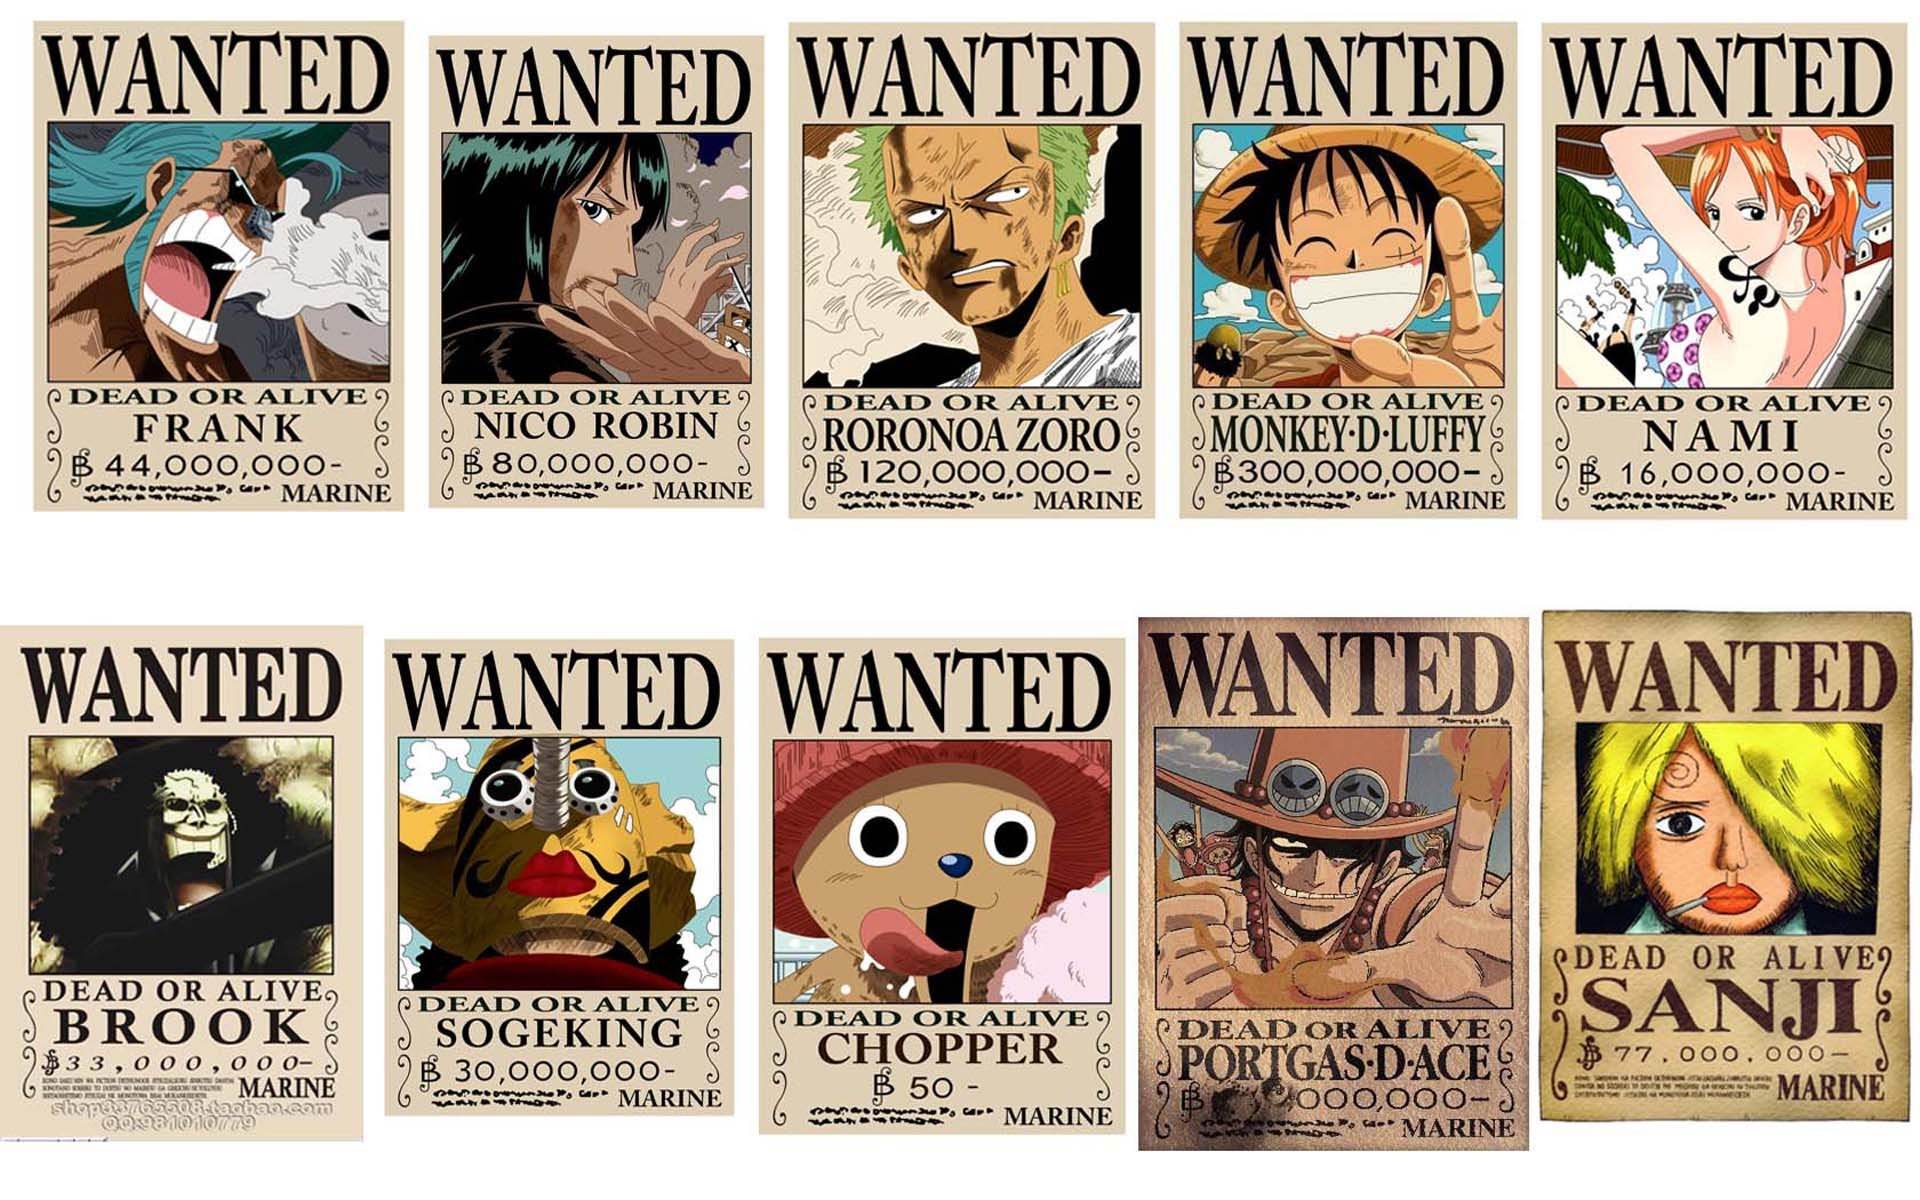 WANTED
DEAD OR ALIVE
FRANK
฿ 44,000,000-
MARINE
WANTED
DEAD OR ALIVE
NICO ROBIN
฿ 80,000,000-
MARINE
WANTED
DEAD OR ALIVE
RORONOA ZORO
฿ 120,000,000-
MARINE
WANTED
DEAD OR ALIVE
MONKEY·D·LUFFY
฿ 300,000,000-
MARINE
WANTED
DEAD OR ALIVE
NAMI
฿ 16,000,000-
MARINE
WANTED
DEAD OR ALIVE
BROOK
฿ 33,000,000-
MARINE
QQ:981010779
WANTED
DEAD OR ALIVE
SOGEKING
฿ 30,000,000-
MARINE
WANTED
DEAD OR ALIVE
CHOPPER
฿ 50 -
MARINE
WANTED
DEAD OR ALIVE
PORTGAS·D·ACE
฿ 000,000-
MARINE
WANTED
DEAD OR ALIVE
SANJI
฿ 77,000,000-
MARINE